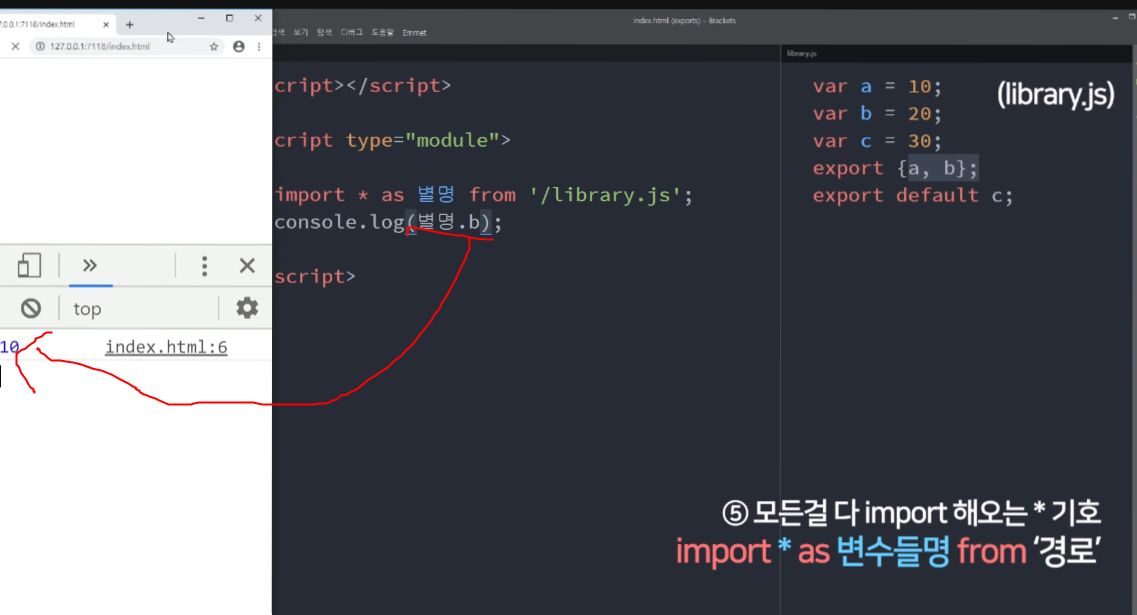 7.0.0.1:7118/index.html
index.html (exports) - Brackets
127.0.0.1:7118/index.html
보기 탐색 디버그 도움말 Emmet
library.js
cript></script>
cript type="module">
import * as 별명 from '/library.js';
console.log(별명.b);
script>
var a = 10;
(library.js)
var b = 20;
var c = 30;
export {a, b};
export default c;
top
10
index.html:6
⑤ 모든걸 다 import 해오는 * 기호
import * as 변수들명 from ‘경로’